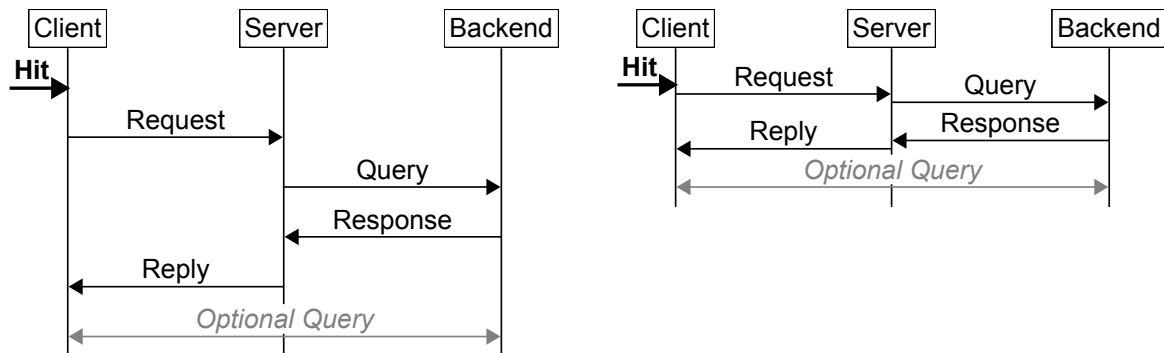 Client Server Backend
Hit
Request
Query
Response
Reply
Optional Query
Client Server Backend
Hit
Request
Query
Response
Reply
Optional Query